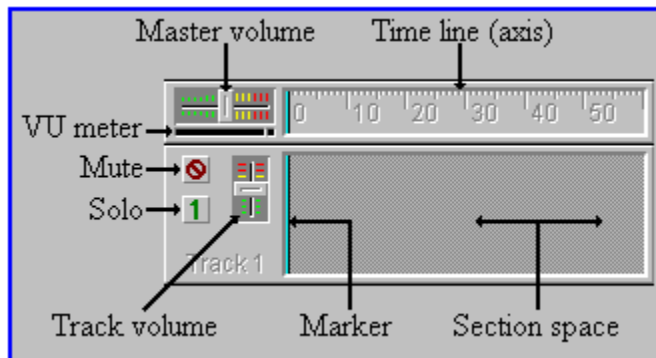 Master volume
Time line (axis)
0 10 20 30 40 50
VU meter
Mute
Solo
1
Track 1
Track volume
Marker
Section space